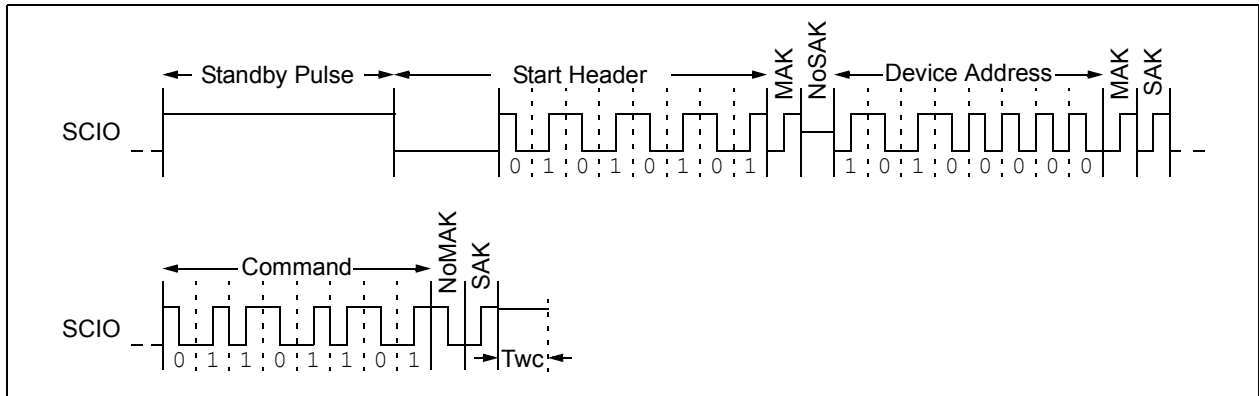 Standby Pulse
Start Header
MAK
NoSAK
Device Address
MAK
SAK
SCIO
0 1 0 1 0 1 0 1
1 0 1 0 0 0 0 0
Command
NoMAK
SAK
SCIO
0 1 1 0 1 1 0 1
Twc